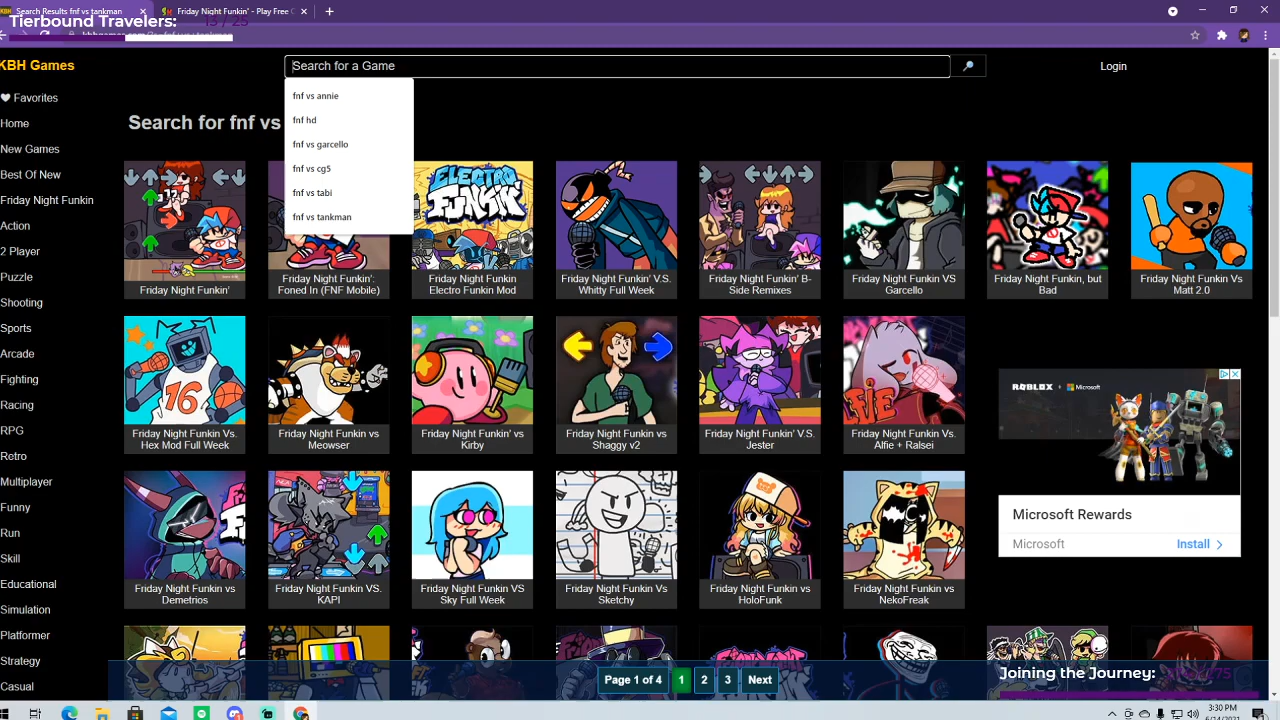 Search Results fnf vs tankman
Night Funkin' - Play Free O
Tierbound Travelers: 13 / 25
KBH Games
Search for a Game
Login
fnf vs annie
fnf hd
fnf vs garcello
fnf vs cg5
fnf vs tabi
fnf vs tankman
Favorites
Home
New Games
Best Of New
Friday Night Funkin
Action
2 Player
Puzzle
Shooting
Sports
Arcade
Fighting
Racing
RPG
Retro
Multiplayer
Funny
Run
Skill
Educational
Simulation
Platformer
Strategy
Casual
Search for fnf vs
ELECTRO
FUNKIN'
Friday Night Funkin'
Friday Night Funkin':
Foned In (FNF Mobile)
Friday Night Funkin'
Electro Funkin Mod
Friday Night Funkin' V.S.
Whitty Full Week
Friday Night Funkin' B-
Side Remixes
Friday Night Funkin VS
Garcello
Friday Night Funkin, but
Bad
Friday Night Funkin Vs
Matt 2.0
16
Friday Night Funkin Vs.
Hex Mod Full Week
Friday Night Funkin vs
Meowser
Friday Night Funkin' vs
Kirby
Friday Night Funkin vs
Shaggy v2
Friday Night Funkin' V.S.
Jester
Friday Night Funkin Vs.
Alfie + Ralsei
ROBLOX + Microsoft
Microsoft Rewards
Microsoft
Install
Friday Night Funkin vs
Demetrios
Friday Night Funkin VS.
KAPI
Friday Night Funkin VS
Sky Full Week
Friday Night Funkin vs
Sketchy
Friday Night Funkin vs
HoloFunk
Friday Night Funkin vs
NekoFreak
Page 1 of 4
1
2
3
Next
Joining the Journey:
3:30 PM
6/24/2021